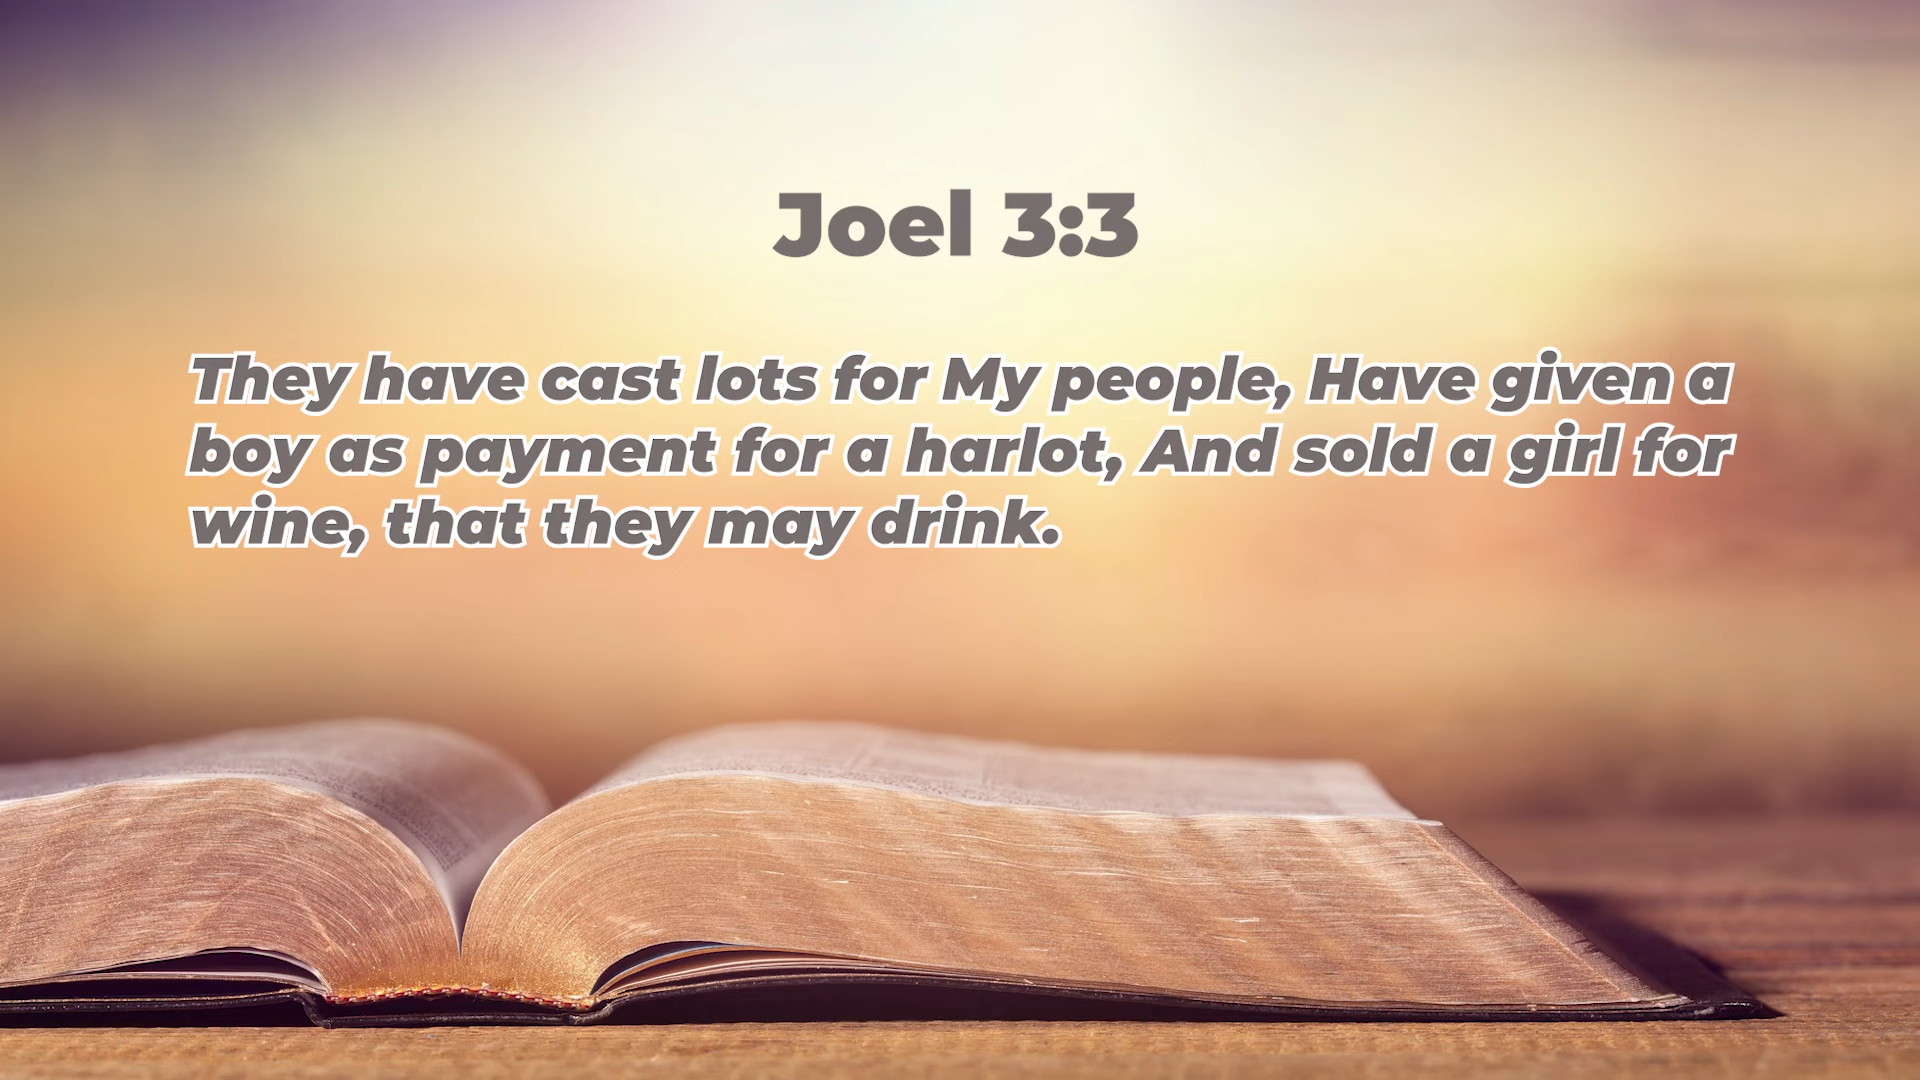 Joel 3:3
They have cast lots for My people, Have given a
boy as payment for a harlot, And sold a girl for
wine, that they may drink.